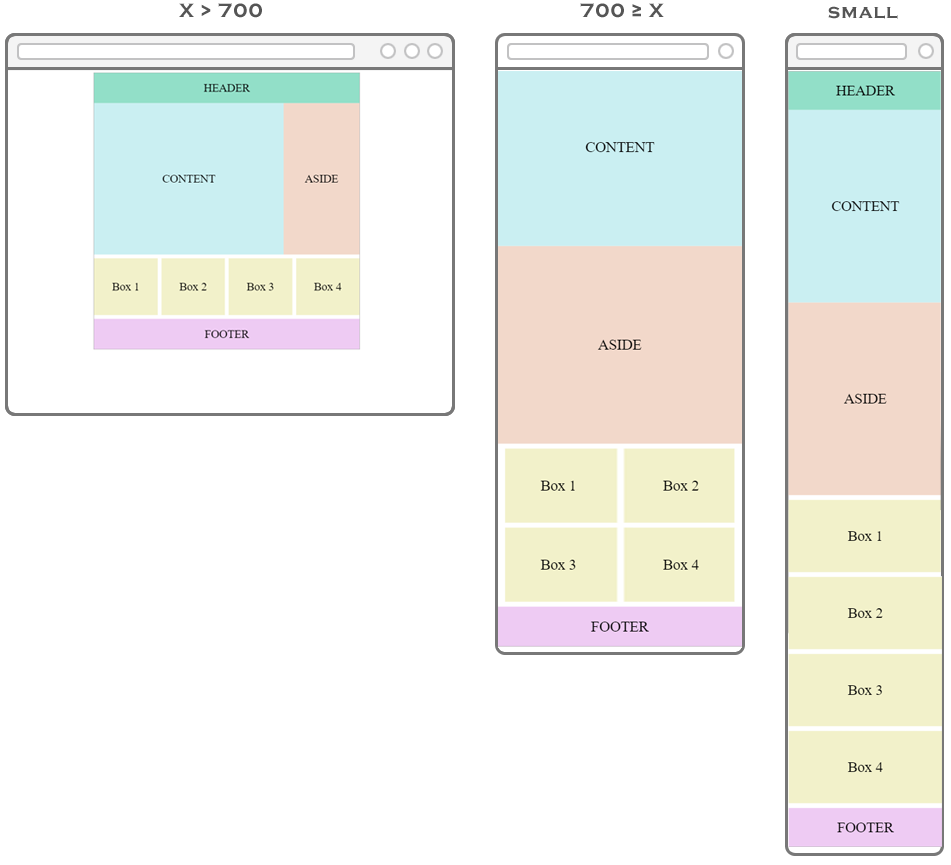 X > 700
HEADER
CONTENT
ASIDE
Box 1
Box 2
Box 3
Box 4
FOOTER
700 ≥ X
CONTENT
ASIDE
Box 1
Box 2
Box 3
Box 4
FOOTER
SMALL
HEADER
CONTENT
ASIDE
Box 1
Box 2
Box 3
Box 4
FOOTER